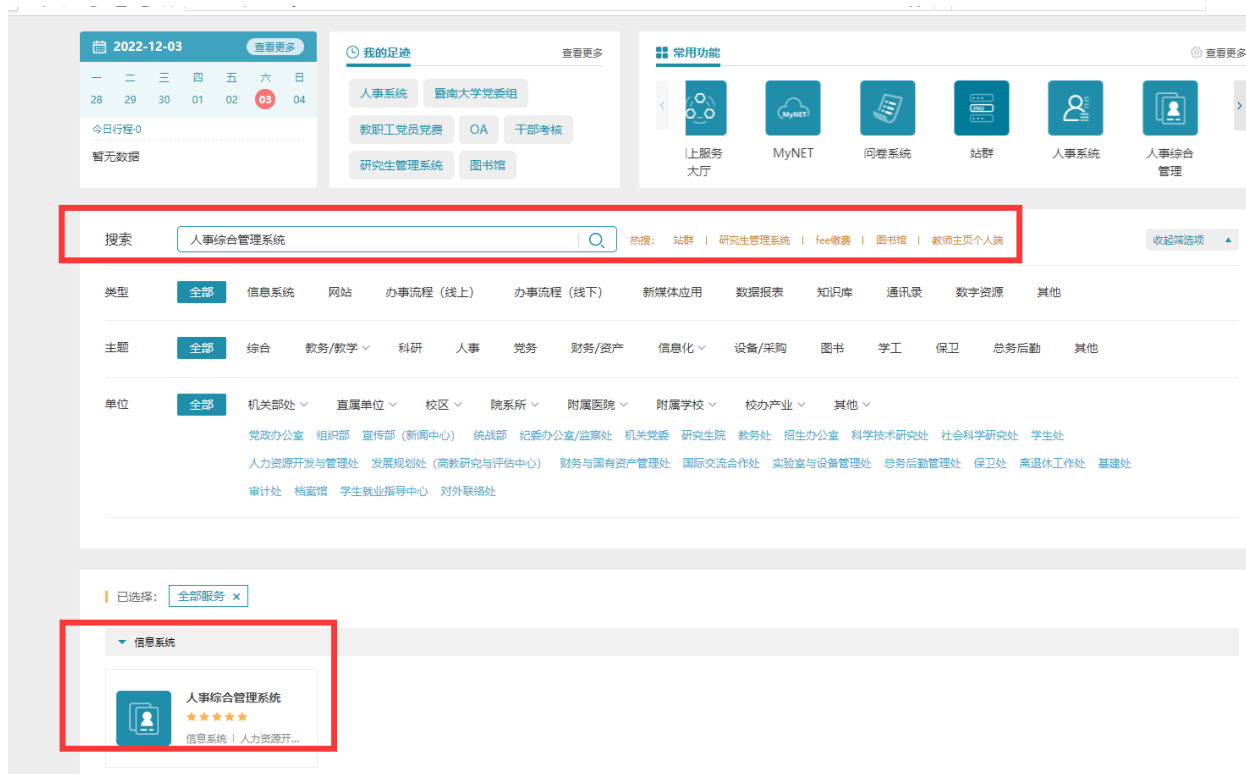 2022-12-03 查看更多
一 二 三 四 五 六 日
28 29 30 01 02 03 04
今日行程·0
暂无数据
我的足迹 查看更多
人事系统 暨南大学党委组
教职工党员党费 OA 干部考核
研究生管理系统 图书馆
常用功能 查看更多
上服务大厅 MyNET 问卷系统 站群 人事系统 人事综合管理
搜索 人事综合管理系统 热搜： 站群 | 研究生管理系统 | fee缴费 | 图书馆 | 教师主页个人端 收起筛选项
类型 全部 信息系统 网站 办事流程（线上） 办事流程（线下） 新媒体应用 数据报表 知识库 通讯录 数字资源 其他
主题 全部 综合 教务/教学 科研 人事 党务 财务/资产 信息化 设备/采购 图书 学工 保卫 总务后勤 其他
单位 全部 机关部处 直属单位 校区 院系所 附属医院 附属学校 校办产业 其他
党政办公室 组织部 宣传部（新闻中心） 统战部 纪委办公室/监察处 机关党委 研究生院 教务处 招生办公室 科学技术研究处 社会科学研究处 学生处
人力资源开发与管理处 发展规划处（高教研究与评估中心） 财务与国有资产管理处 国际交流合作处 实验室与设备管理处 总务后勤管理处 保卫处 离退休工作处 基建处
审计处 档案馆 学生就业指导中心 对外联络处
已选择： 全部服务 ×
信息系统
人事综合管理系统
信息系统 | 人力资源开...